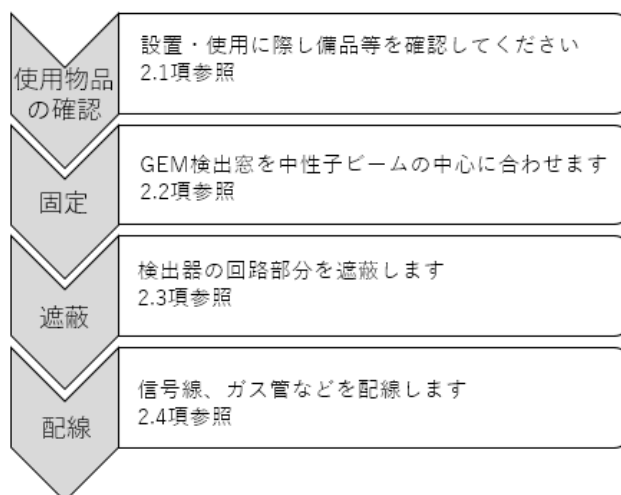 使用物品
の確認
設置・使用に際し備品等を確認してください
2.1項参照
固定
GEM検出窓を中性子ビームの中心に合わせます
2.2項参照
遮蔽
検出器の回路部分を遮蔽します
2.3項参照
配線
信号線、ガス管などを配線します
2.4項参照